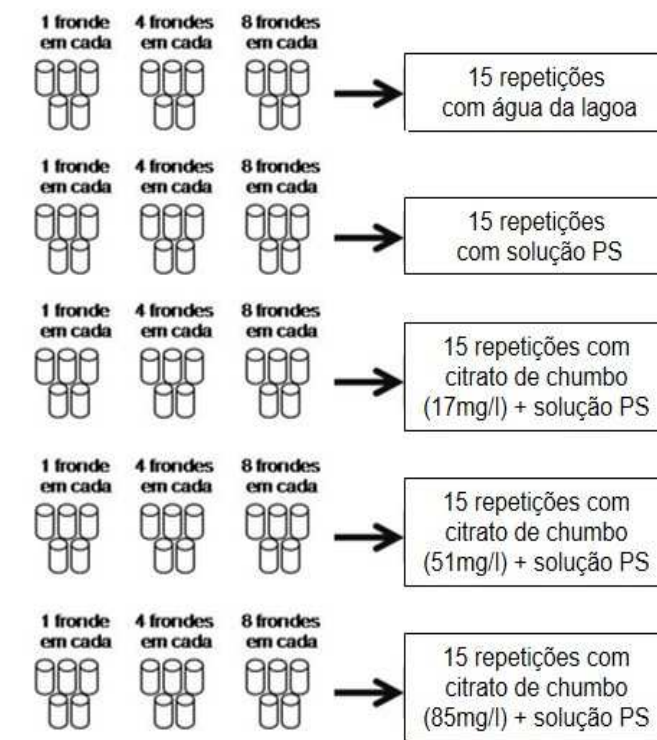 1 fronde 4 frondes 8 frondes
em cada em cada em cada
15 repetições
com água da lagoa
1 fronde 4 frondes 8 frondes
em cada em cada em cada
15 repetições
com solução PS
1 fronde 4 frondes 8 frondes
em cada em cada em cada
15 repetições com
citrato de chumbo
(17mg/l) + solução PS
1 fronde 4 frondes 8 frondes
em cada em cada em cada
15 repetições com
citrato de chumbo
(51mg/l) + solução PS
1 fronde 4 frondes 8 frondes
em cada em cada em cada
15 repetições com
citrato de chumbo
(85mg/l) + solução PS